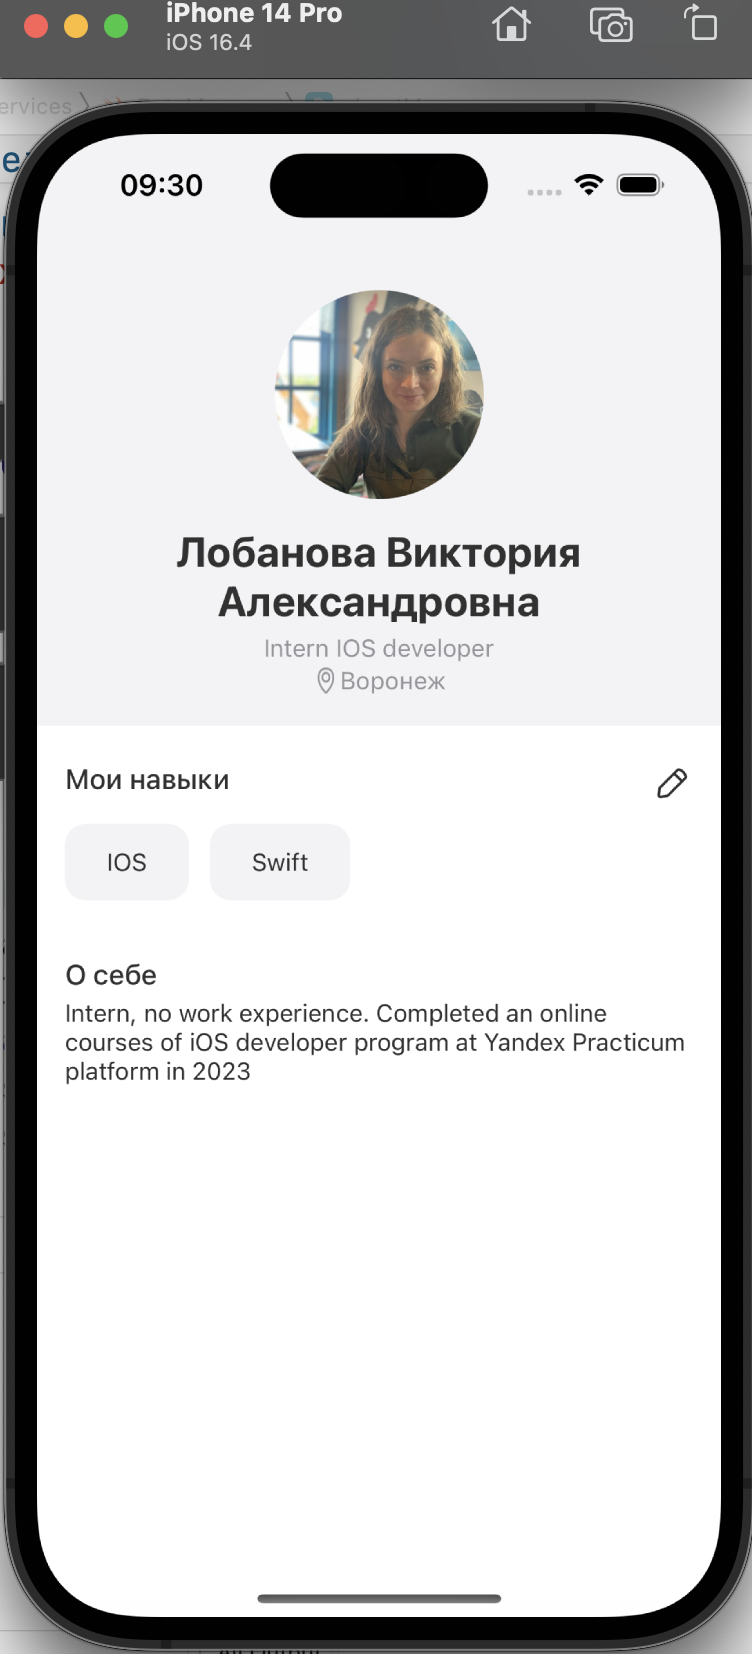 iPhone 14 Pro
iOS 16.4
ervices
09:30
Лобанова Виктория
Александровна
Intern IOS developer
Воронеж
Мои навыки
IOS
Swift
О себе
Intern, no work experience. Completed an online
courses of iOS developer program at Yandex Practicum
platform in 2023